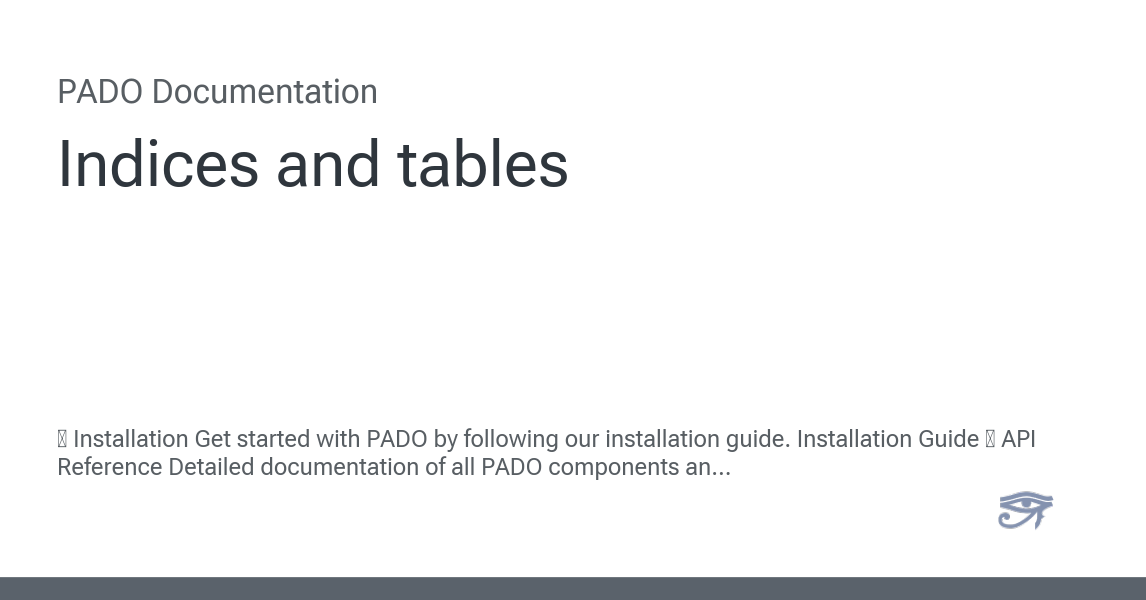 PADO Documentation
Indices and tables
Installation Get started with PADO by following our installation guide. Installation Guide API
Reference Detailed documentation of all PADO components an...